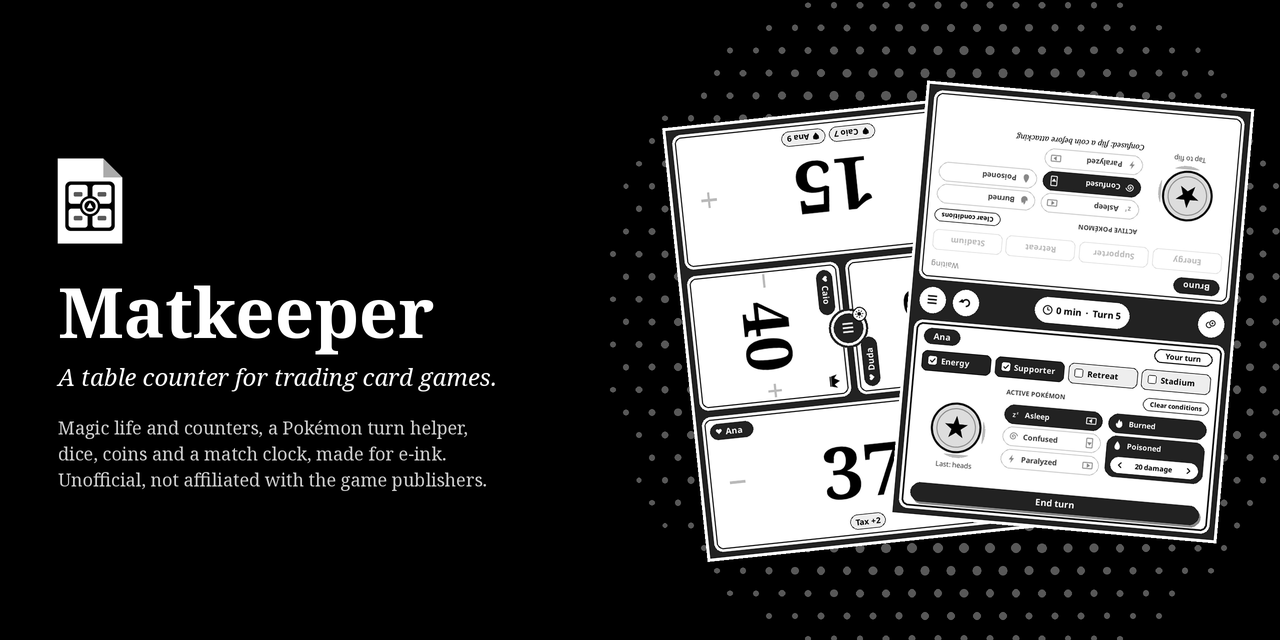 Matkeeper
A table counter for trading card games.
Magic life and counters, a Pokémon turn helper,
dice, coins and a match clock, made for e-ink.
Unofficial, not affiliated with the game publishers.
Ana 9
Caio 7
15
+
−
Caio
40
+
Duda
Ana
−
37
Tax +2
Bruno
Waiting
Energy
Supporter
Retreat
Stadium
ACTIVE POKÉMON
Clear conditions
Asleep
Burned
Confused
Poisoned
Paralyzed
Tap to flip
Confused: flip a coin before attacking
0 min · Turn 5
Ana
Your turn
Energy
Supporter
Retreat
Stadium
ACTIVE POKÉMON
Clear conditions
Asleep
Burned
Confused
Poisoned
Paralyzed
20 damage
Last: heads
End turn